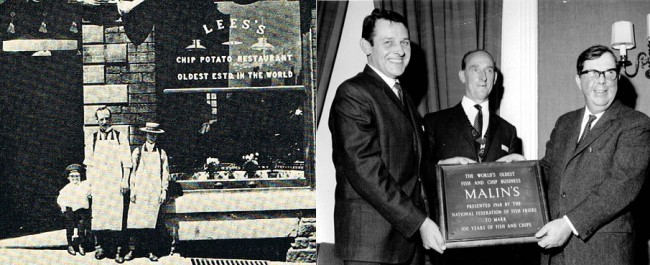 LEES'S
CHIP POTATO RESTAURANT
OLDEST ESTD IN THE WORLD
THE WORLD'S OLDEST
FISH AND CHIP BUSINESS
MALIN'S
PRESENTED 1968 BY THE
NATIONAL FEDERATION OF FISH FRIERS
TO MARK
100 YEARS OF FISH AND CHIPS